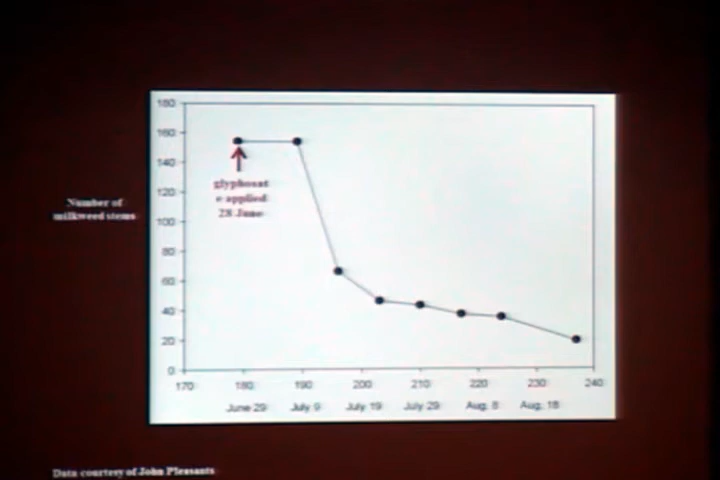 Number of
milkweed stems
180
160
140
120
100
80
60
40
20
0
glyphosat
e applied
28 June
170 180 190 200 210 220 230 240
June 29 July 9 July 19 July 29 Aug. 8 Aug. 18
Data courtesy of John Pleasants